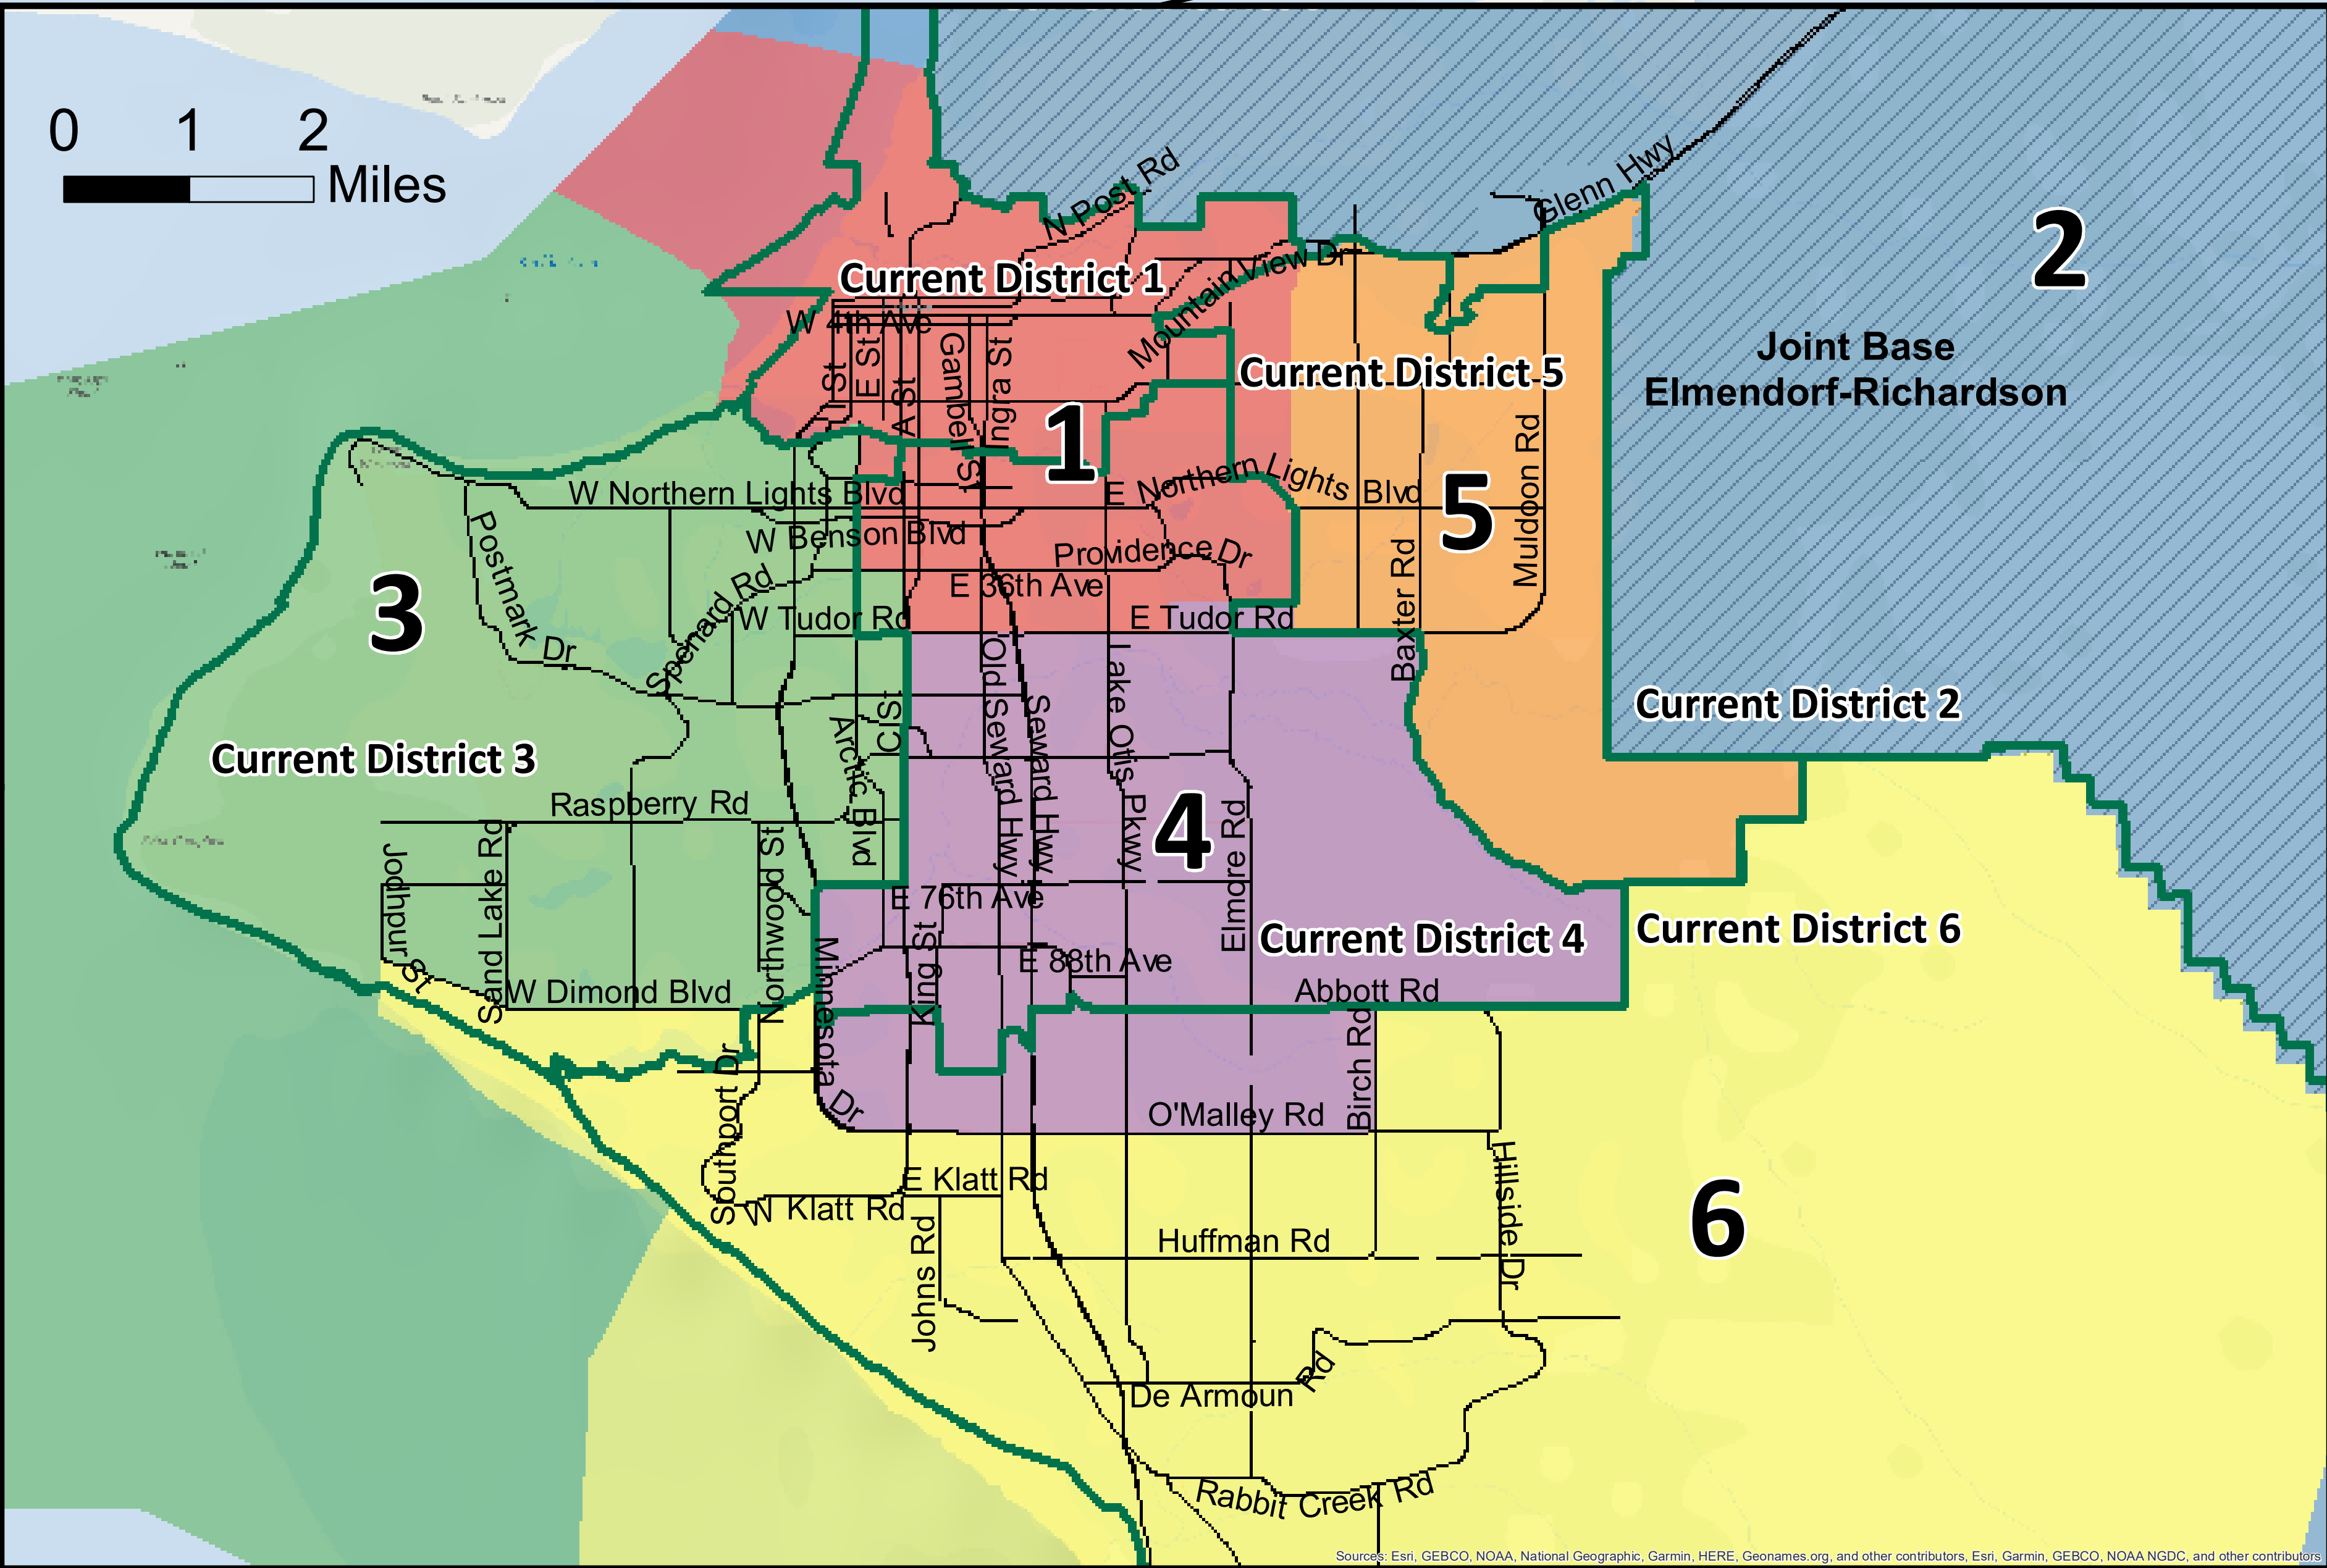 0 1 2
Miles
N Post Rd
Glenn Hwy
2
Current District 1
Mountain View Dr
W 4th Ave
I St
E St
A St
Gambell St
Ingra St
Current District 5
Joint Base
Elmendorf-Richardson
1
5
W Northern Lights Blvd
E Northern Lights Blvd
Muldoon Rd
Postmark Dr
W Benson Blvd
Providence Dr
Baxter Rd
3
Spenard Rd
E 36th Ave
W Tudor Rd
E Tudor Rd
Old Seward Hwy
Seward Hwy
Lake Otis Pkwy
C St
Arctic Blvd
Current District 2
Current District 3
Raspberry Rd
4
Elmore Rd
Jodhpur St
Sand Lake Rd
Northwood St
E 76th Ave
Current District 4
Current District 6
King St
Minnesota Dr
E 88th Ave
W Dimond Blvd
Abbott Rd
Birch Rd
Southport Dr
O'Malley Rd
E Klatt Rd
W Klatt Rd
Hillside Dr
6
Johns Rd
Huffman Rd
De Armoun Rd
Rabbit Creek Rd
Sources: Esri, GEBCO, NOAA, National Geographic, Garmin, HERE, Geonames.org, and other contributors, Esri, Garmin, GEBCO, NOAA NGDC, and other contributors